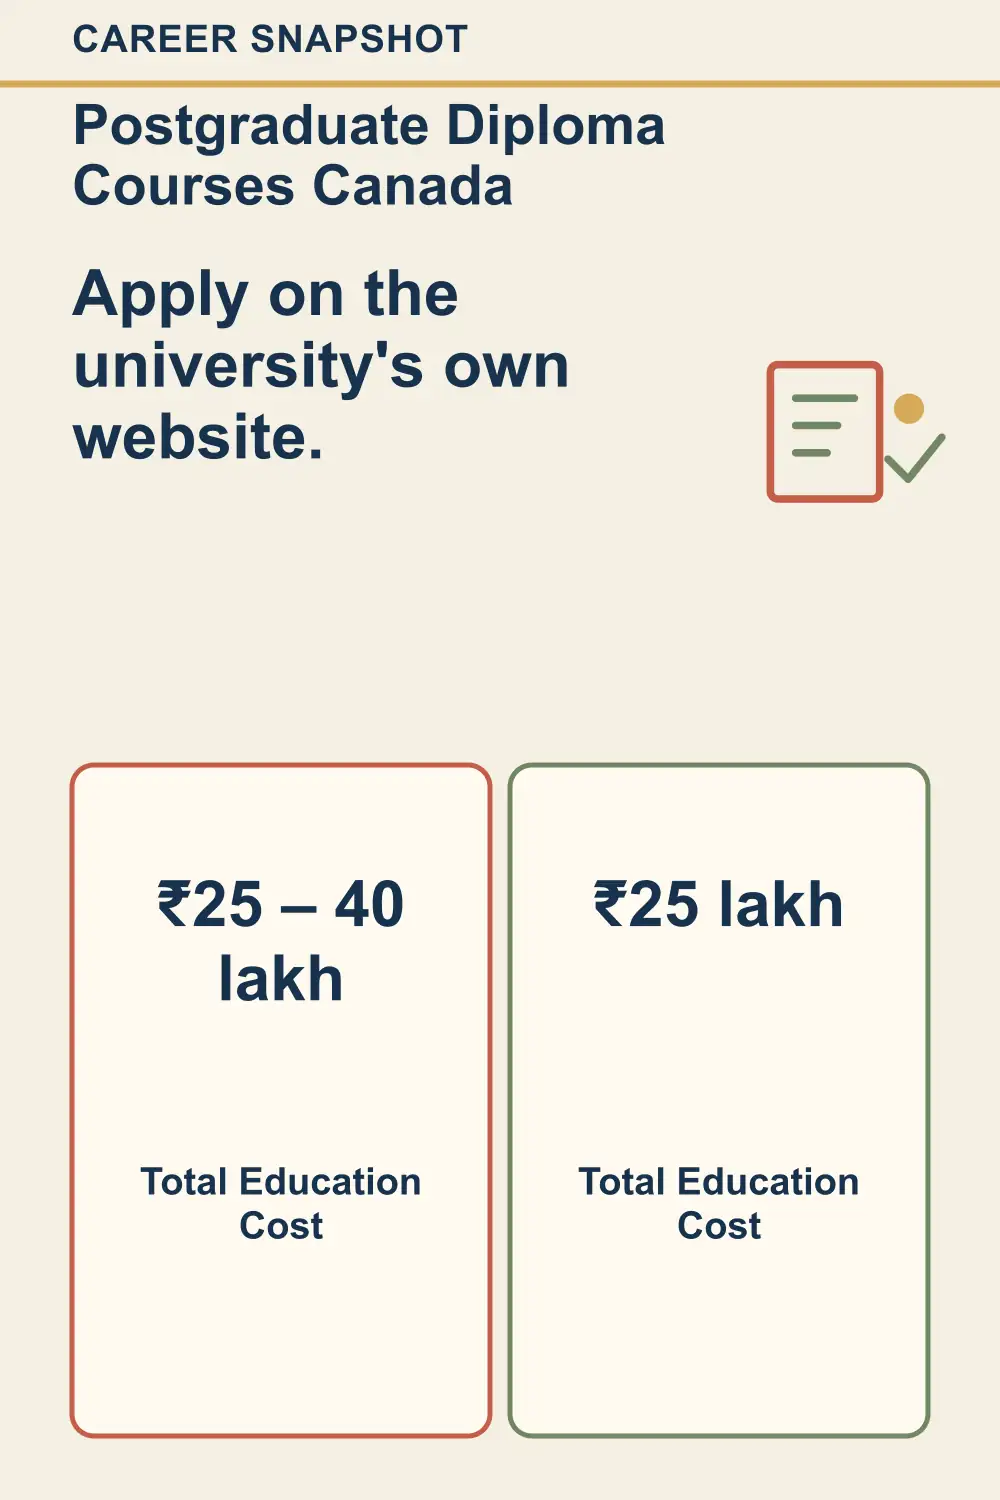 CAREER SNAPSHOT
Postgraduate Diploma
Courses Canada
Apply on the
university's own
website.
₹25 – 40
lakh
Total Education
Cost
₹25 lakh
Total Education
Cost